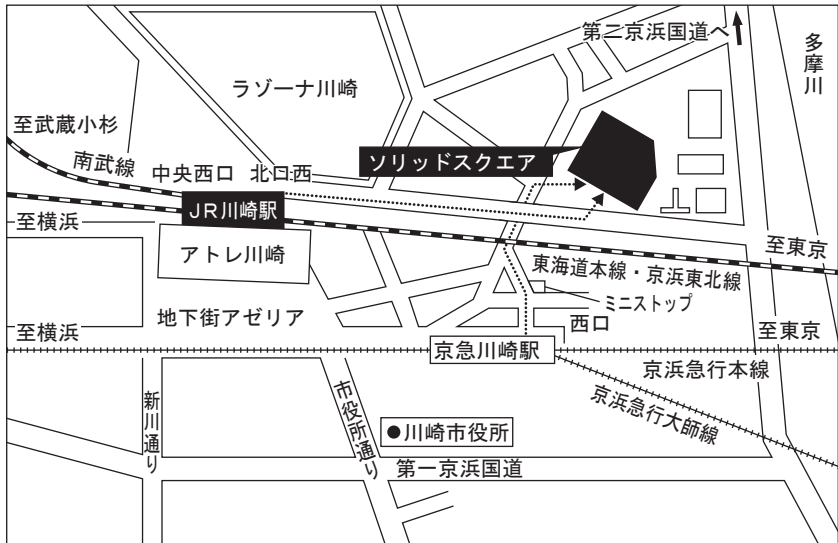 第二京浜国道へ
多摩川
ラゾーナ川崎
至武蔵小杉
南武線
中央西口
北口西
ソリッドスクエア
JR川崎駅
至横浜
アトレ川崎
至東京
東海道本線・京浜東北線
ミニストップ
地下街アゼリア
西口
至横浜
至東京
京急川崎駅
京浜急行本線
京浜急行大師線
新川通り
市役所通り
●川崎市役所
第一京浜国道